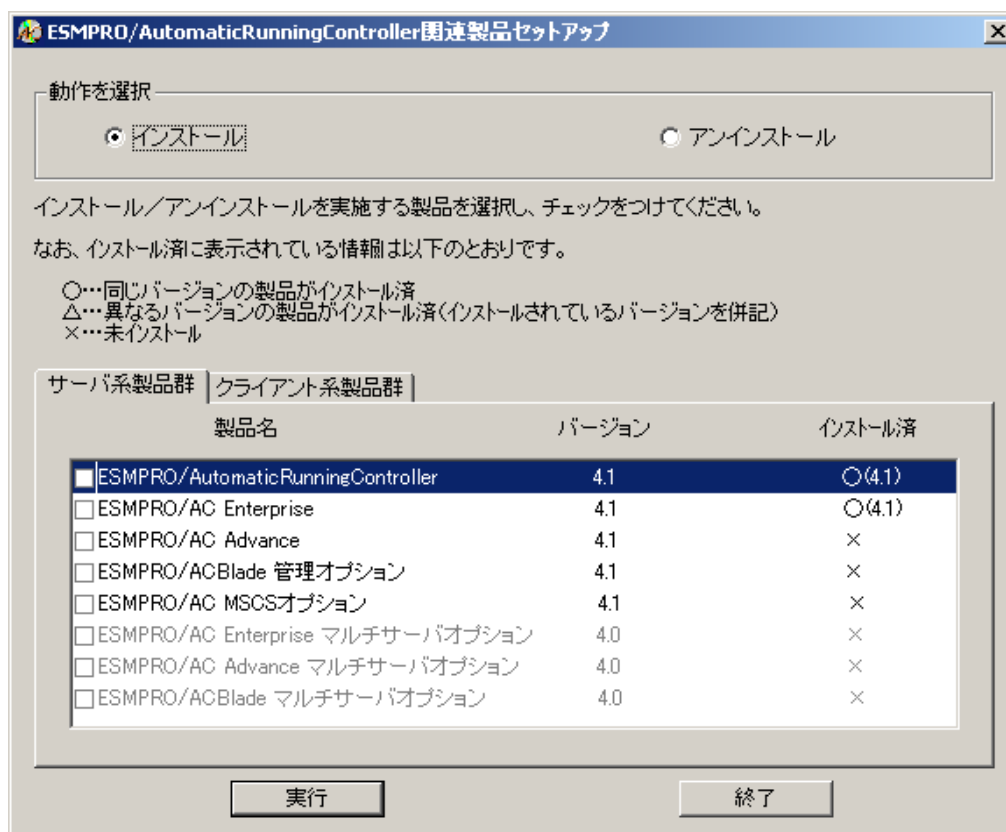 ESMPRO/AutomaticRunningController関連製品セットアップ
動作を選択
インストール
アンインストール
インストール／アンインストールを実施する製品を選択し、チェックをつけてください。
なお、インストール済に表示されている情報は以下のとおりです。
○…同じバージョンの製品がインストール済
△…異なるバージョンの製品がインストール済(インストールされているバージョンを併記)
×…未インストール
サーバ系製品群 クライアント系製品群
製品名 バージョン インストール済
ESMPRO/AutomaticRunningController 4.1 ○(4.1)
ESMPRO/AC Enterprise 4.1 ○(4.1)
ESMPRO/AC Advance 4.1 ×
ESMPRO/ACBlade 管理オプション 4.1 ×
ESMPRO/AC MSCSオプション 4.1 ×
ESMPRO/AC Enterprise マルチサーバオプション 4.0 ×
ESMPRO/AC Advance マルチサーバオプション 4.0 ×
ESMPRO/ACBlade マルチサーバオプション 4.0 ×
実行 終了